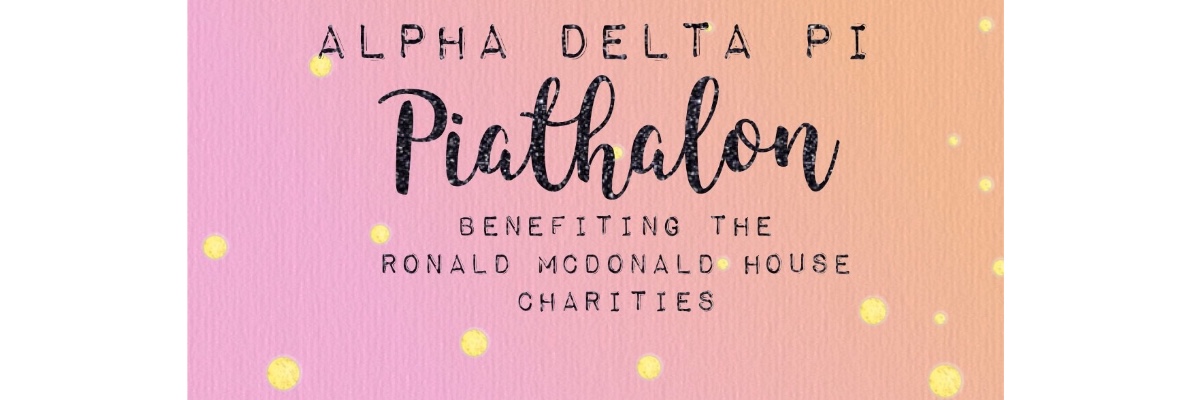 ALPHA DELTA PI
Piathalon
BENEFITING THE
RONALD MCDONALD HOUSE
CHARITIES